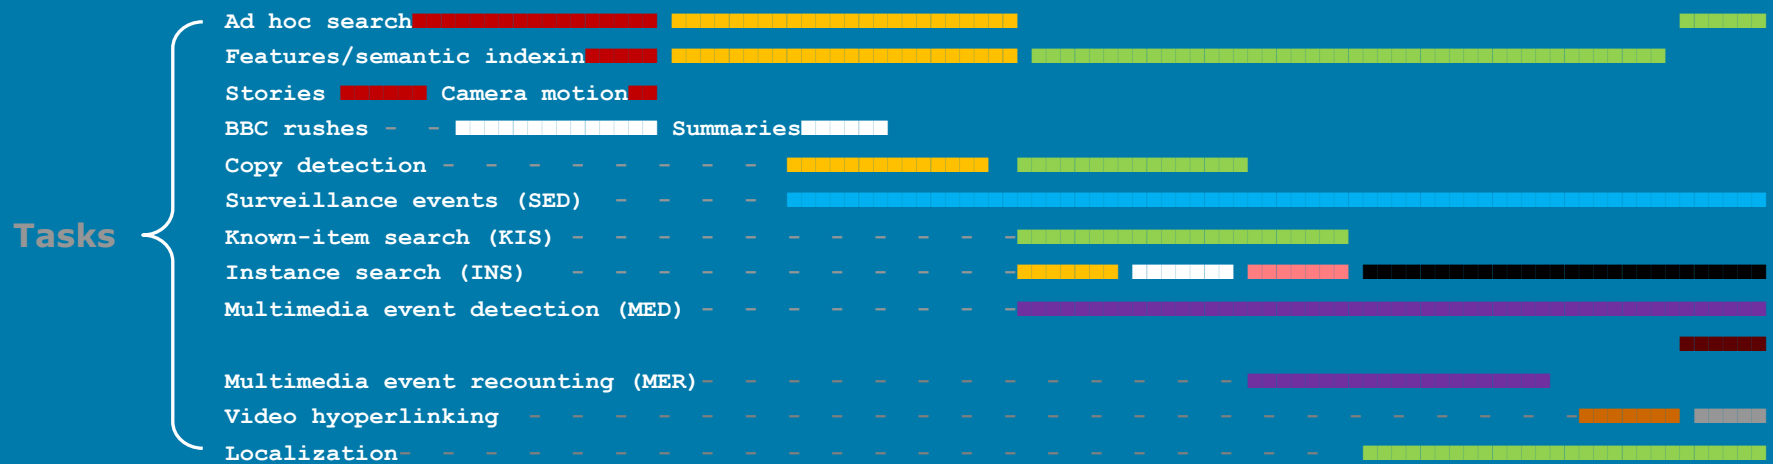 Ad hoc search
Features/semantic indexin
Stories Camera motion
BBC rushes - - Summaries
Copy detection - - - - - - - -
Surveillance events (SED) - - - -
Tasks
Known-item search (KIS) - - - - - - - - - - -
Instance search (INS) - - - - - - - - - - -
Multimedia event detection (MED) - - - - - - - -
Multimedia event recounting (MER)- - - - - - - - - - - - -
Video hyoperlinking - - - - - - - - - - - - - - - - - - - - - - - - -
Localization- - - - - - - - - - - - - - - - - - - - - -